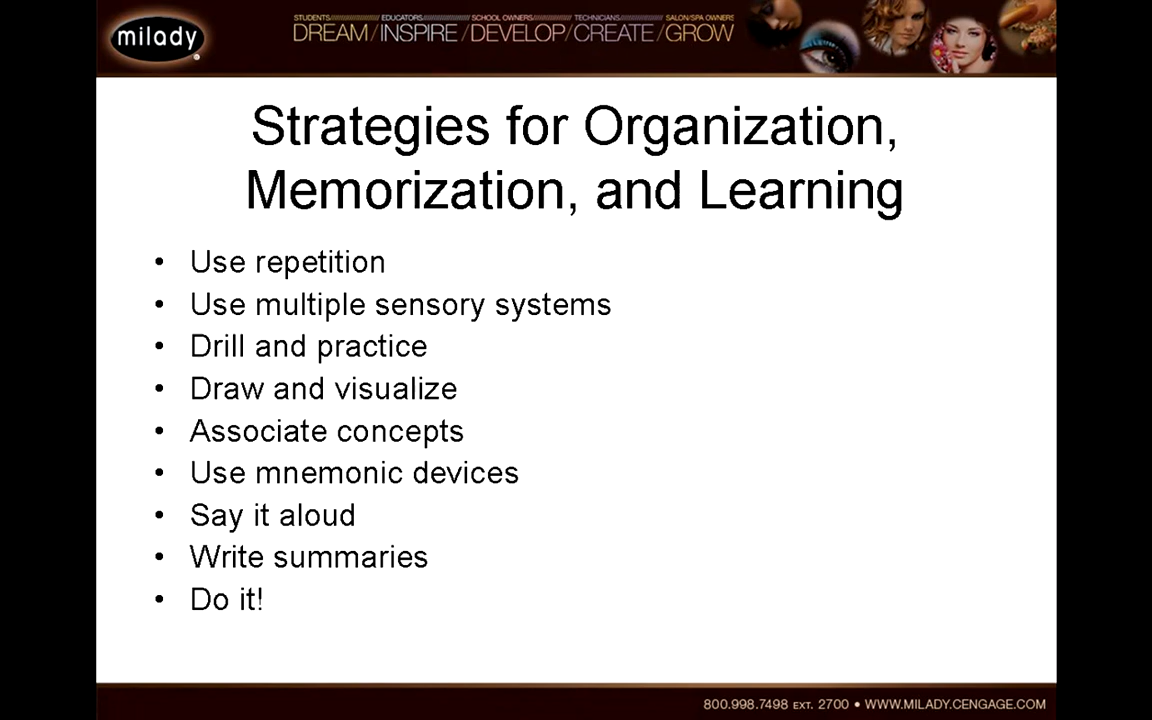 milady
STUDENTS EDUCATORS SCHOOL OWNERS TECHNICIANS SALON/SPA OWNERS
DREAM/INSPIRE/DEVELOP/CREATE/GROW
Strategies for Organization,
Memorization, and Learning
• Use repetition
• Use multiple sensory systems
• Drill and practice
• Draw and visualize
• Associate concepts
• Use mnemonic devices
• Say it aloud
• Write summaries
• Do it!
800.998.7498 EXT. 2700 • WWW.MILADY.CENGAGE.COM